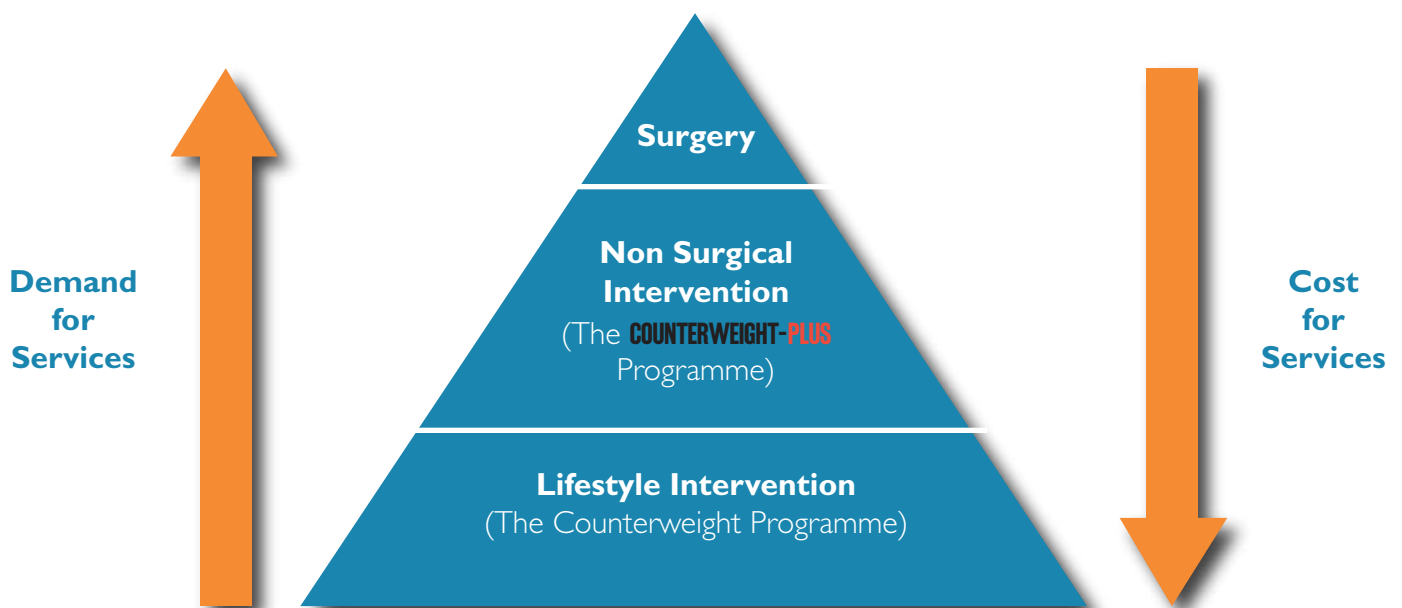 Surgery
Demand
for
Services
Non Surgical
Intervention
(The COUNTERWEIGHT-PLUS
Programme)
Cost
for
Services
Lifestyle Intervention
(The Counterweight Programme)